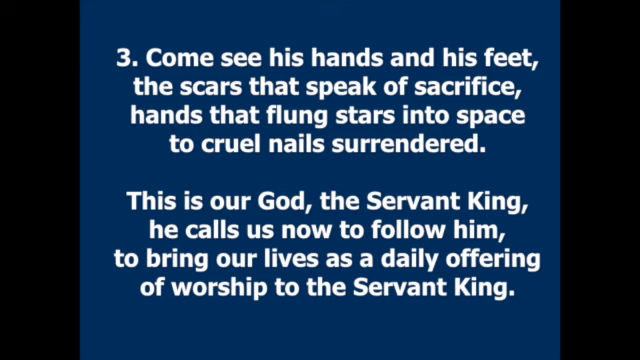 3. Come see his hands and his feet,
the scars that speak of sacrifice,
hands that flung stars into space
to cruel nails surrendered.
This is our God, the Servant King,
he calls us now to follow him,
to bring our lives as a daily offering
of worship to the Servant King.